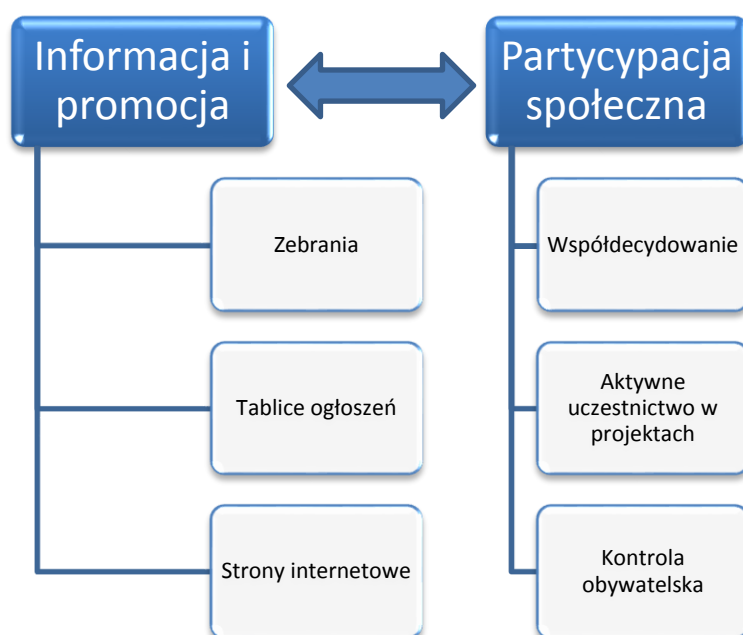 Informacja i
promocja
Zebrania
Tablice ogłoszeń
Strony internetowe
Partycypacja
społeczna
Współdecydowanie
Aktywne
uczestnictwo w
projektach
Kontrola
obywatelska